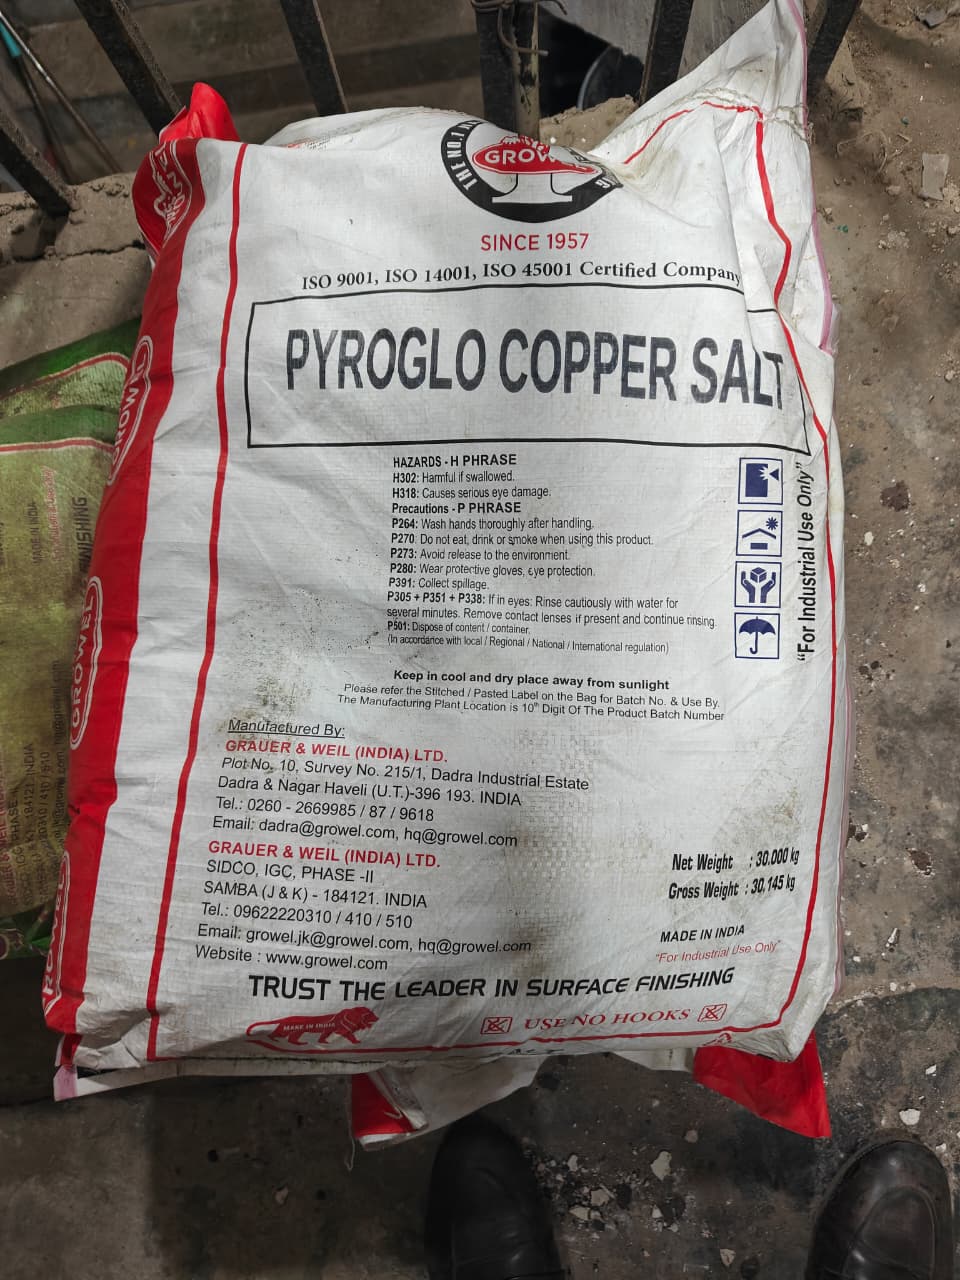 THE NO.1
GROW
SINCE 1957
ISO 9001, ISO 14001, ISO 45001 Certified Company
PYROGLO COPPER SALT
HAZARDS - H PHRASE
H302: Harmful if swallowed.
H318: Causes serious eye damage.
Precautions - P PHRASE
P264: Wash hands thoroughly after handling.
P270: Do not eat, drink or smoke when using this product.
P273: Avoid release to the environment.
P280: Wear protective gloves, eye protection.
P391: Collect spillage.
P305 + P351 + P338: If in eyes: Rinse cautiously with water for
several minutes. Remove contact lenses if present and continue rinsing.
P501: Dispose of content / container.
(In accordance with local / Regional / National / International regulation)
"For Industrial Use Only"
Keep in cool and dry place away from sunlight
Please refer the Stitched / Pasted Label on the Bag for Batch No. & Use By.
The Manufacturing Plant Location is 10th Digit Of The Product Batch Number
Manufactured By:
GRAUER & WEIL (INDIA) LTD.
Plot No. 10, Survey No. 215/1, Dadra Industrial Estate
Dadra & Nagar Haveli (U.T.)-396 193. INDIA
Tel.: 0260 - 2669985 / 87 / 9618
Email: dadra@growel.com, hq@growel.com
GRAUER & WEIL (INDIA) LTD.
SIDCO, IGC, PHASE -II
SAMBA (J & K) - 184121. INDIA
Tel.: 09622220310 / 410 / 510
Email: growel.jk@growel.com, hq@growel.com
Website : www.growel.com
Net Weight : 30.000 kg
Gross Weight : 30.145 kg
MADE IN INDIA
"For Industrial Use Only"
TRUST THE LEADER IN SURFACE FINISHING
MAKE IN INDIA
USE NO HOOKS
GROWEL
GROWEL
MADE IN INDIA